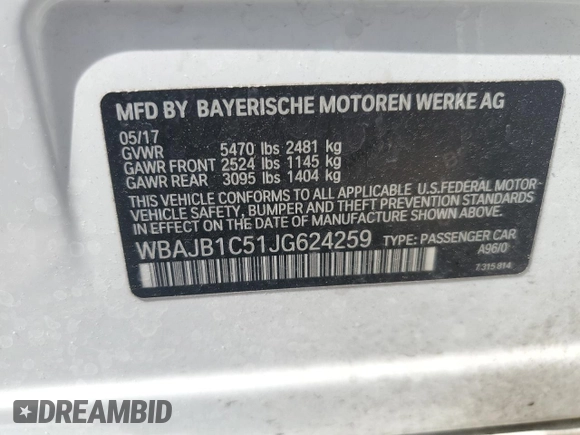 MFD BY BAYERISCHE MOTOREN WERKE AG
05/17
GVWR 5470 lbs 2481 kg
GAWR FRONT 2524 lbs 1145 kg
GAWR REAR 3095 lbs 1404 kg
THIS VEHICLE CONFORMS TO ALL APPLICABLE U.S.FEDERAL MOTOR-
VEHICLE SAFETY, BUMPER AND THEFT PREVENTION STANDARDS
IN EFFECT ON THE DATE OF MANUFACTURE SHOWN ABOVE.
WBAJB1C51JG624259 TYPE: PASSENGER CAR
A96/0
7315814
DREAMBID